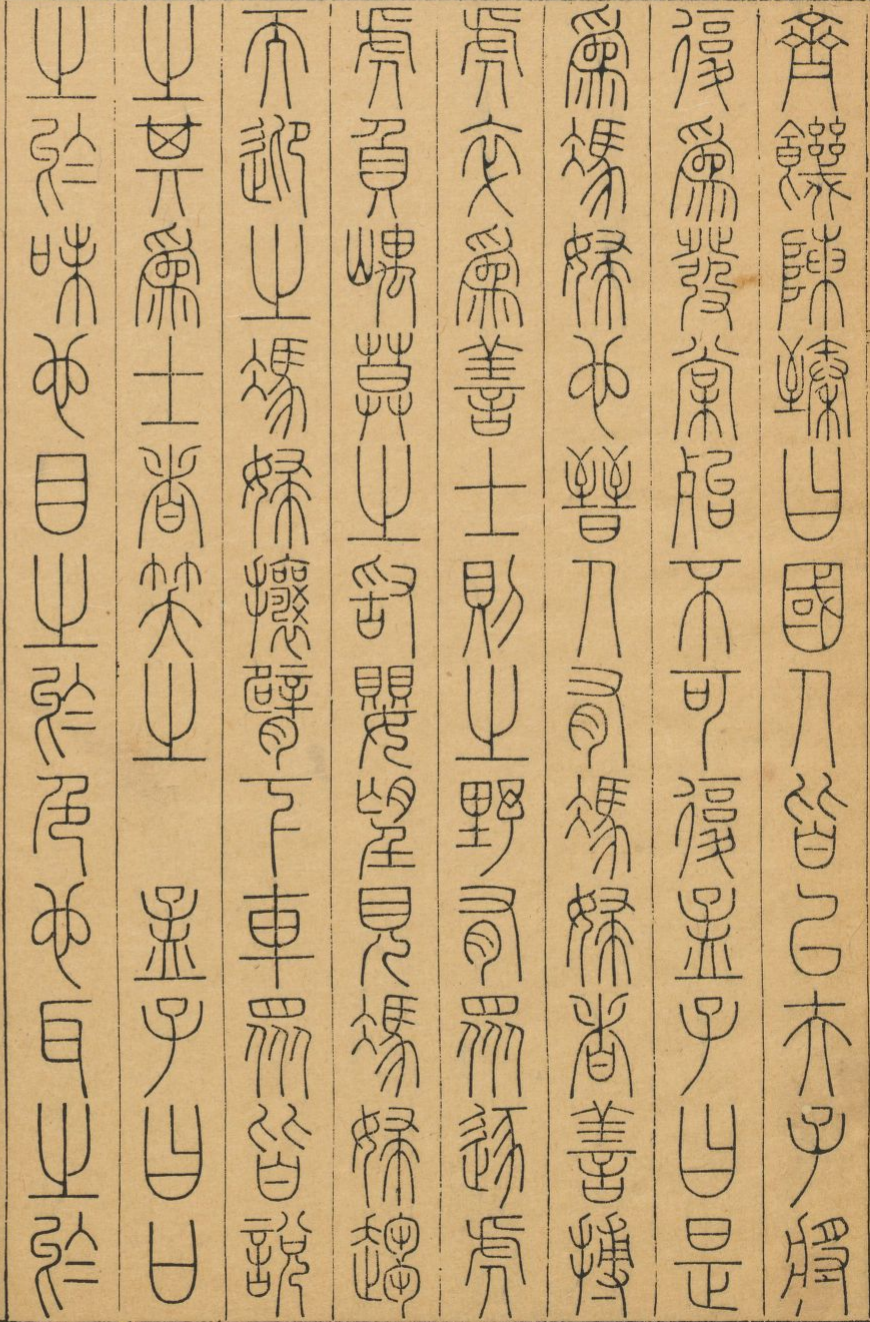 齊饑陳臻曰國人皆以夫子將
復為發棠殆不可復孟子曰是
為馮婦也晉人有馮婦者善搏
虎卒為善士則之野有眾逐虎
虎負嵎莫之敢攖望見馮婦趨
而迎之馮婦攘臂下車眾皆說
之其為士者笑之　孟子曰口
之於味也目之於色也耳之於